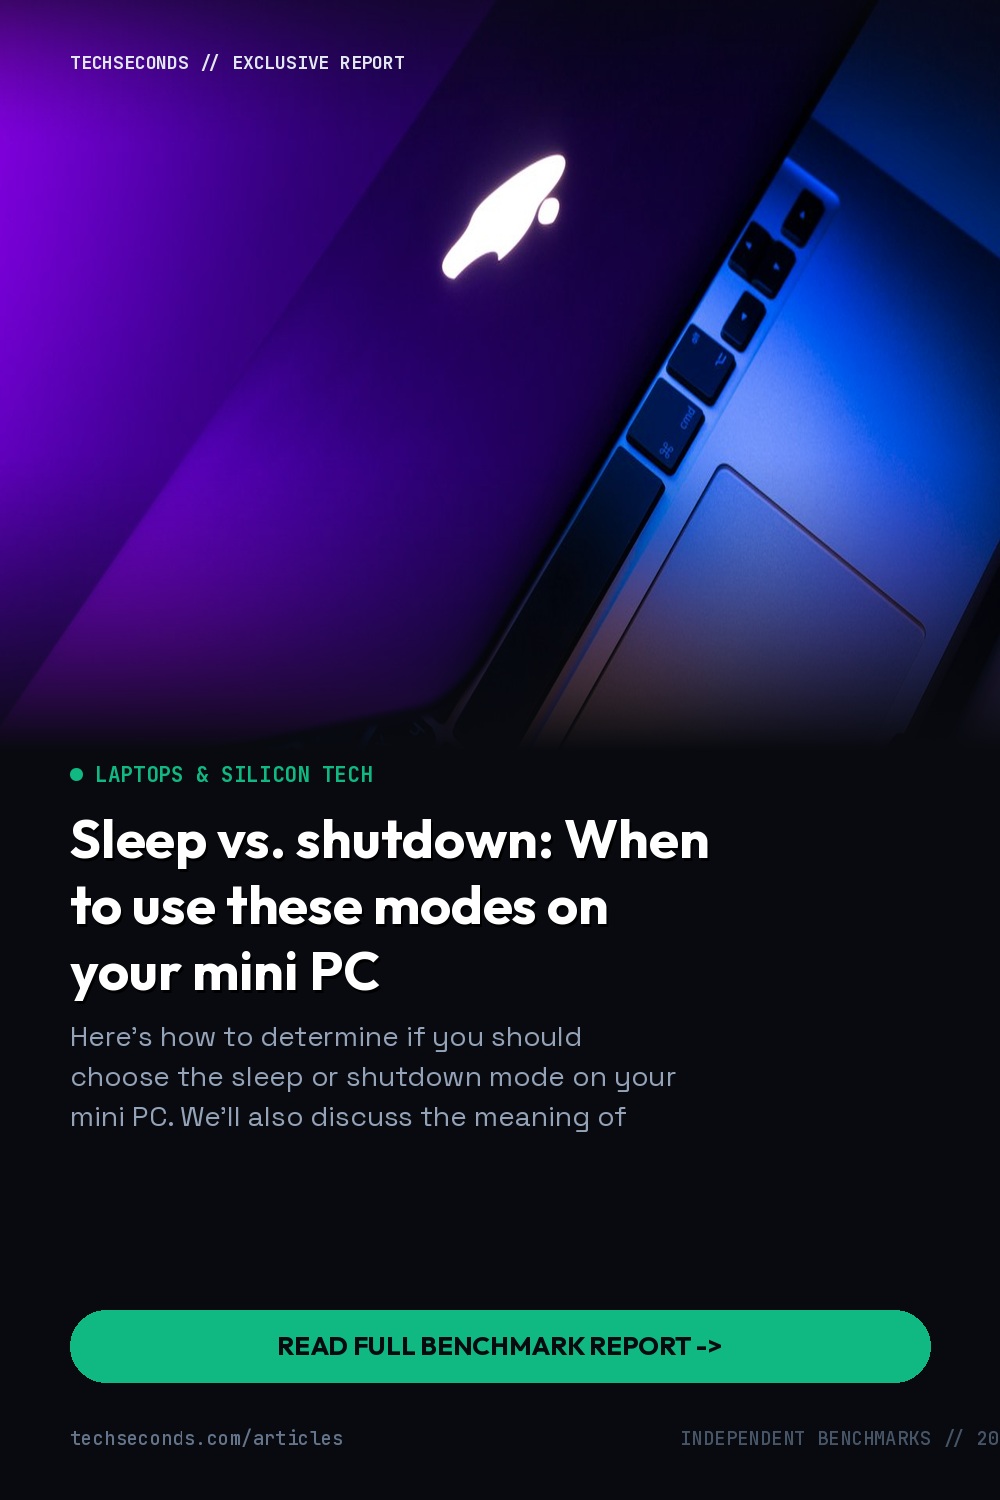 TECHSECONDS // EXCLUSIVE REPORT
cmd
LAPTOPS & SILICON TECH
Sleep vs. shutdown: When
to use these modes on
your mini PC
Here’s how to determine if you should
choose the sleep or shutdown mode on your
mini PC. We’ll also discuss the meaning of
READ FULL BENCHMARK REPORT ->
techseconds.com/articles
INDEPENDENT BENCHMARKS // 20